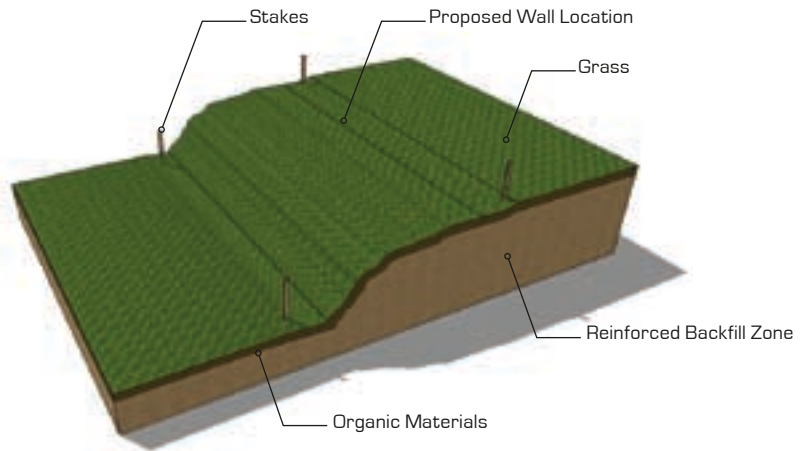 Stakes
Proposed Wall Location
Grass
Reinforced Backfill Zone
Organic Materials